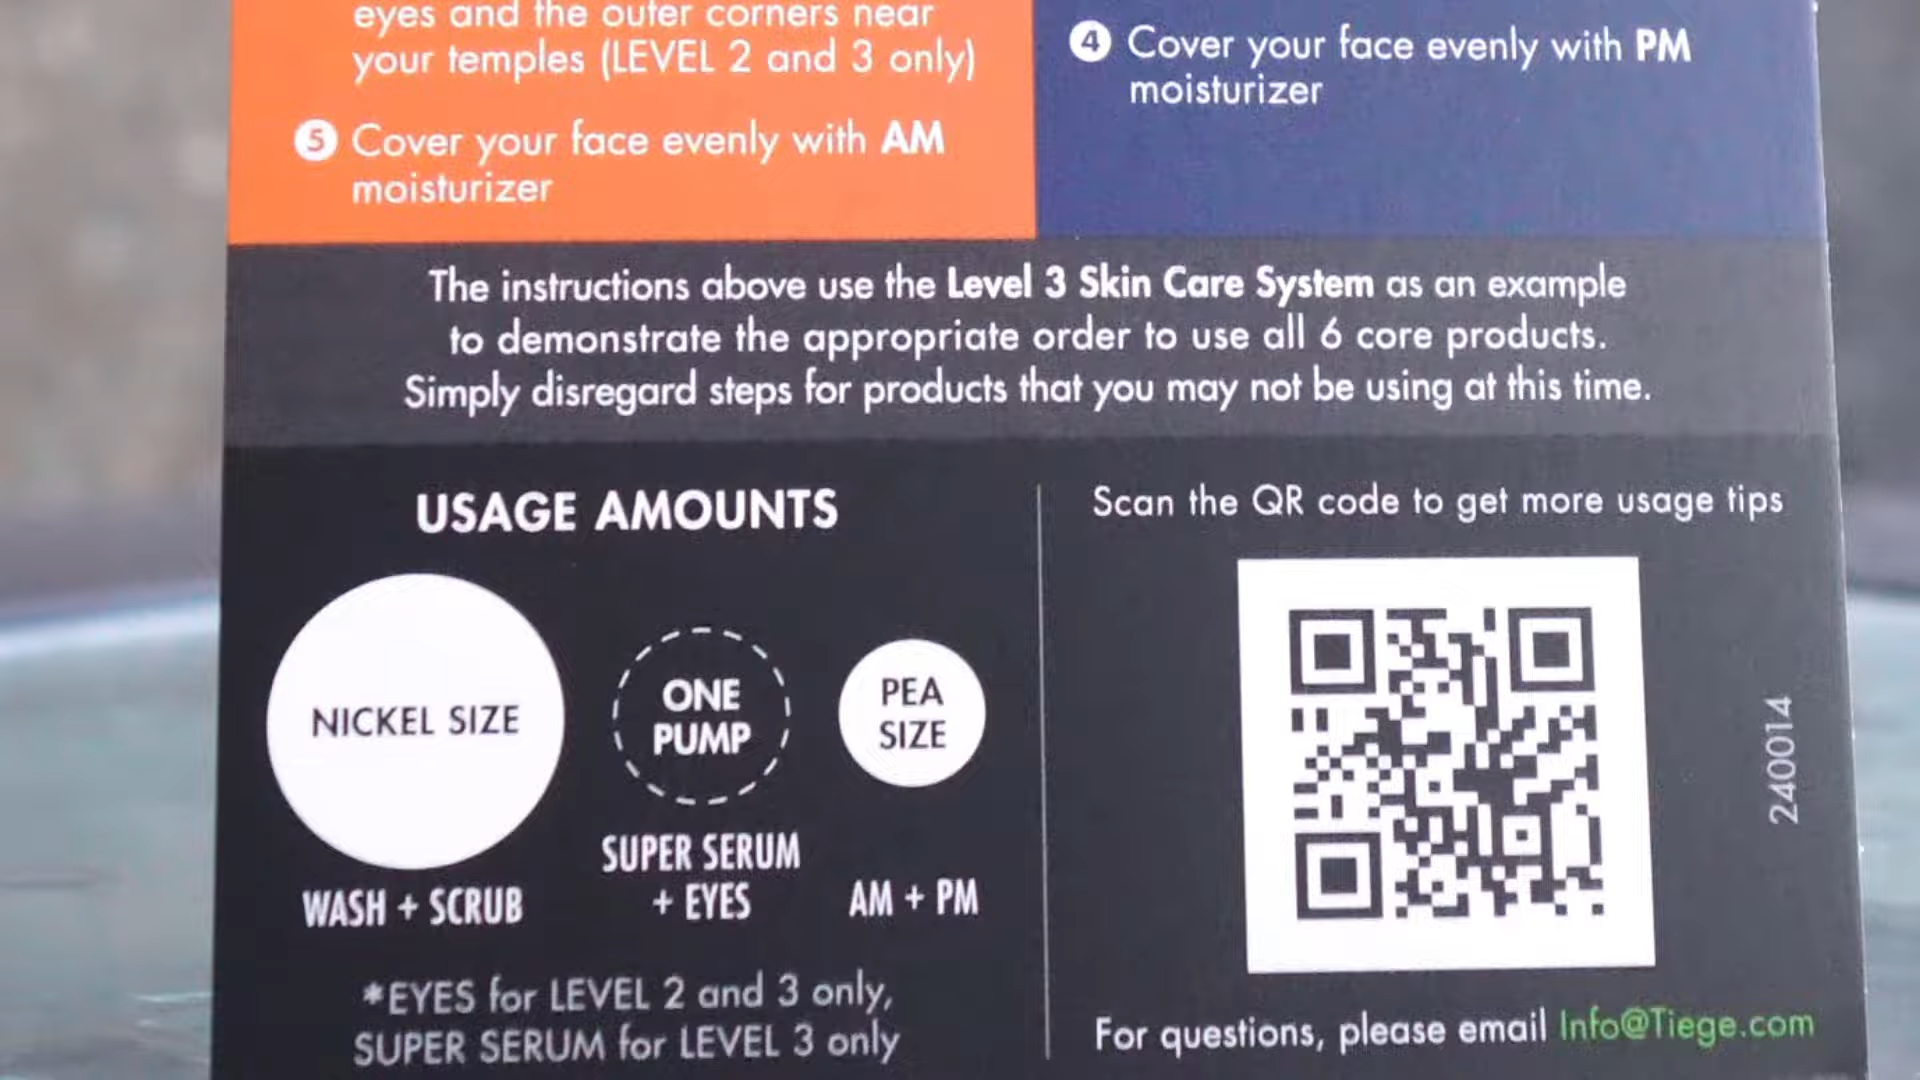 eyes and the outer corners near
your temples (LEVEL 2 and 3 only)
5 Cover your face evenly with AM
moisturizer
4 Cover your face evenly with PM
moisturizer
The instructions above use the Level 3 Skin Care System as an example
to demonstrate the appropriate order to use all 6 core products.
Simply disregard steps for products that you may not be using at this time.
USAGE AMOUNTS
NICKEL SIZE
WASH + SCRUB
ONE
PUMP
SUPER SERUM
+ EYES
PEA
SIZE
AM + PM
*EYES for LEVEL 2 and 3 only,
SUPER SERUM for LEVEL 3 only
Scan the QR code to get more usage tips
240014
For questions, please email Info@Tiege.com